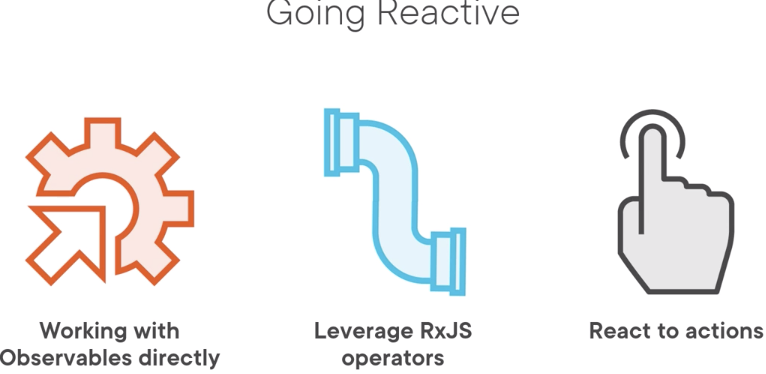 Going Reactive
Working with
Observables directly
Leverage RxJS
operators
React to actions